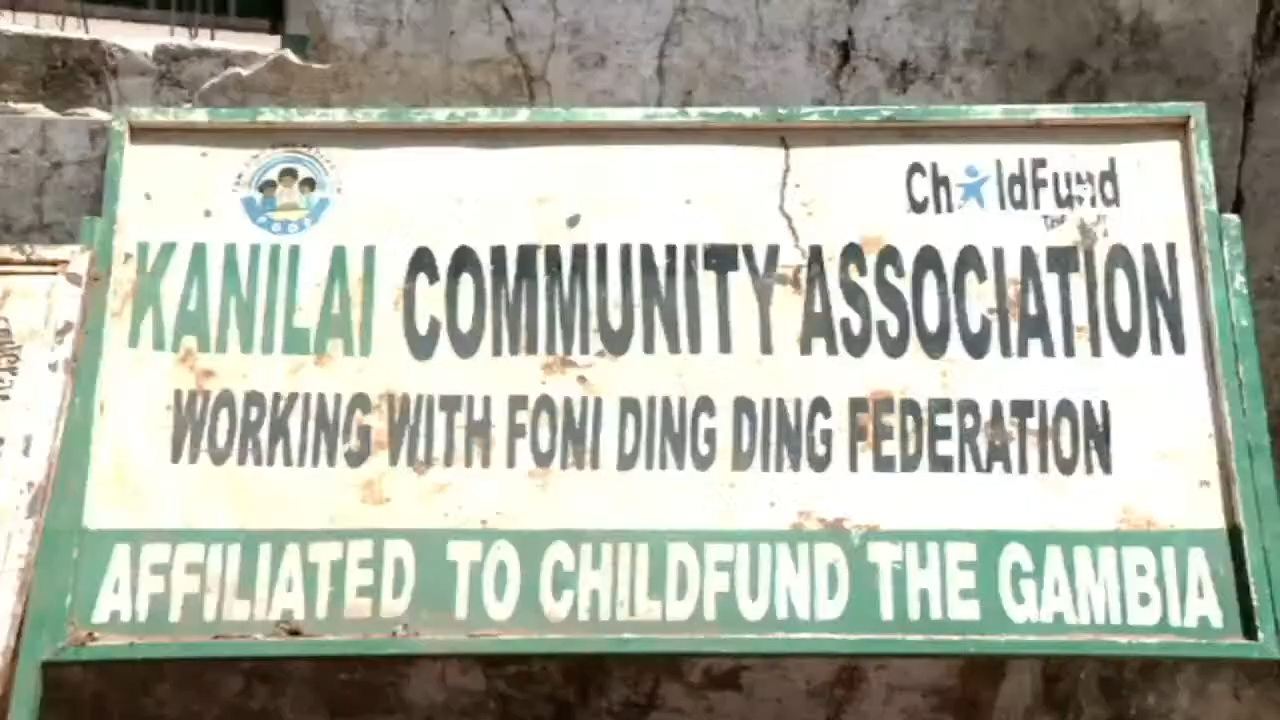 ChildFund
KANILAI COMMUNITY ASSOCIATION
WORKING WITH FONI DING DING FEDERATION
AFFILIATED TO CHILDFUND THE GAMBIA